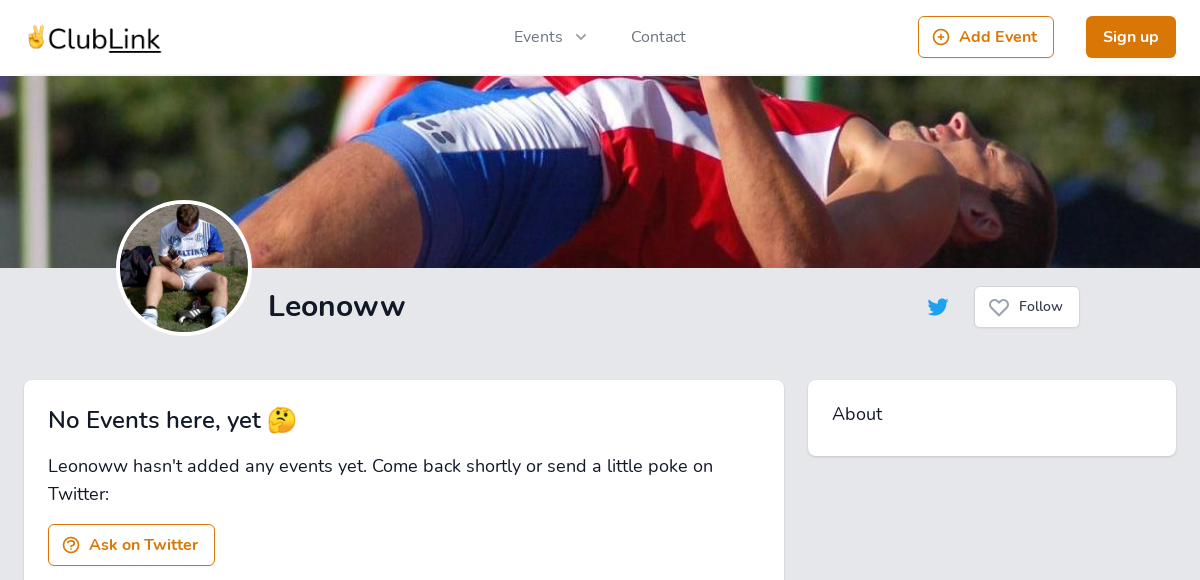 ✌️ClubLink
Events
Contact
Add Event
Sign up
Leonoww
Follow
No Events here, yet 🤔
Leonoww hasn't added any events yet. Come back shortly or send a little poke on
Twitter:
Ask on Twitter
About